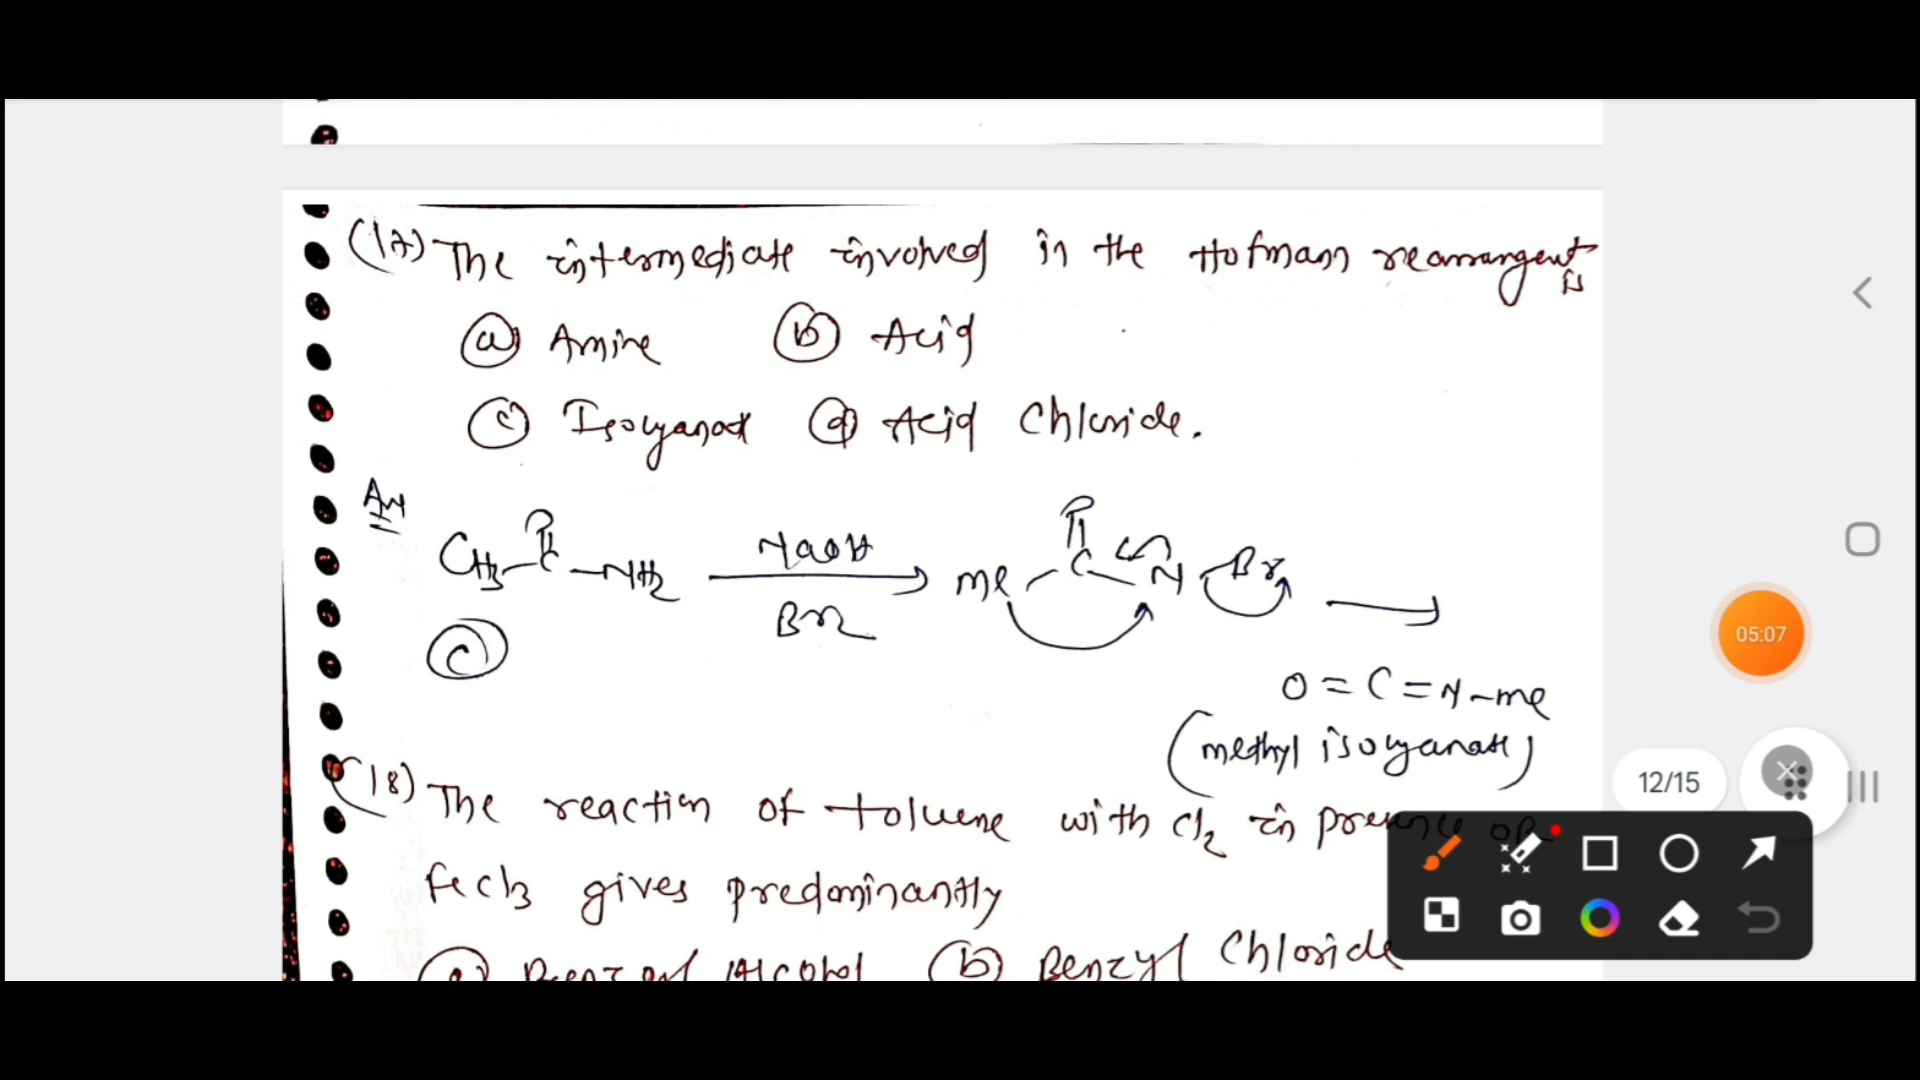 (17) The intermediate involved in the Hofmann rearrangent is
(a) Amine (b) Acid
(c) Isocyanat (d) Acid Chloride.
Ans
CH3-C-NH2 NaOH Br2 me C N Br
O
(c)
O=C=N-me
(methyl isocyanate)
(18) The reaction of toluene with Cl2 in presence of
Fecl3 gives predominantly
(b) Benzyl Chloride
05:07
12/15